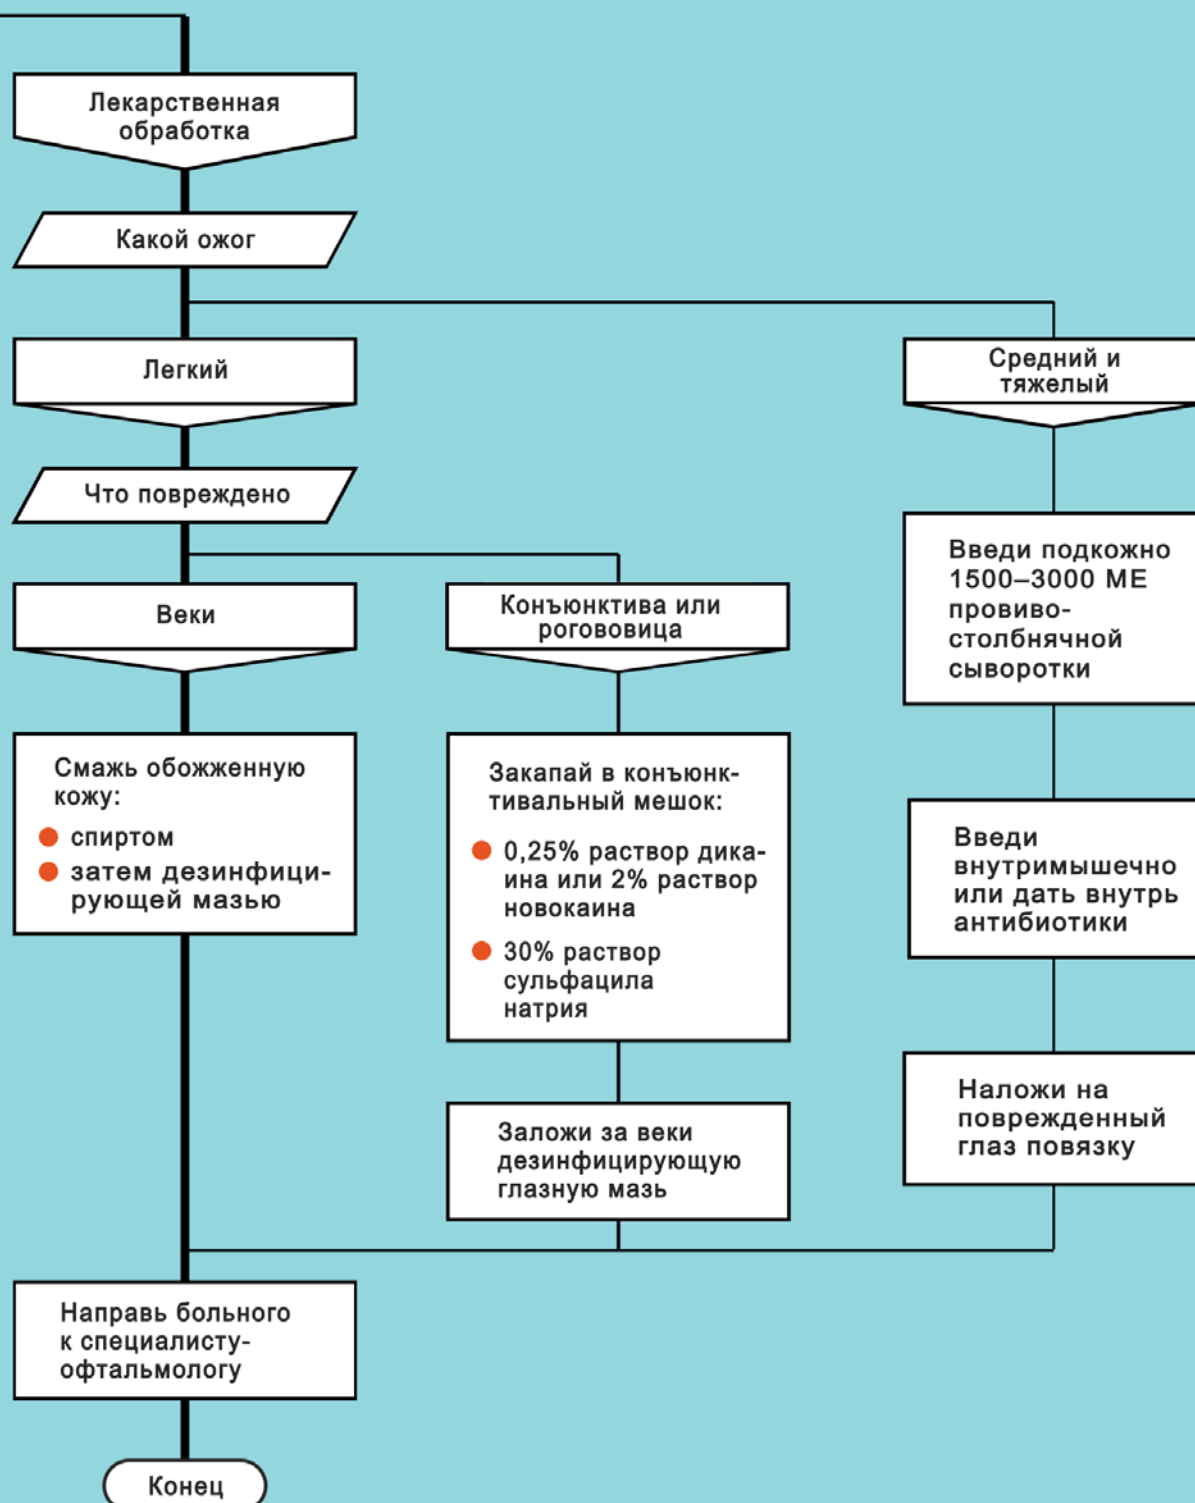 Лекарственная
обработка
Какой ожог
Легкий
Средний и
тяжелый
Что повреждено
Веки
Конъюнктива или
рогововица
Введи подкожно
1500–3000 МЕ
провиво-
столбнячной
сыворотки
Смажь обожженную
кожу:
спиртом
затем дезинфици-
рующей мазью
Закапай в конъюнк-
тивальный мешок:
0,25% раствор дика-
ина или 2% раствор
новокаина
30% раствор
сульфацила
натрия
Введи
внутримышечно
или дать внутрь
антибиотики
Заложи за веки
дезинфицирующую
глазную мазь
Наложи на
поврежденный
глаз повязку
Направь больного
к специалисту-
офтальмологу
Конец